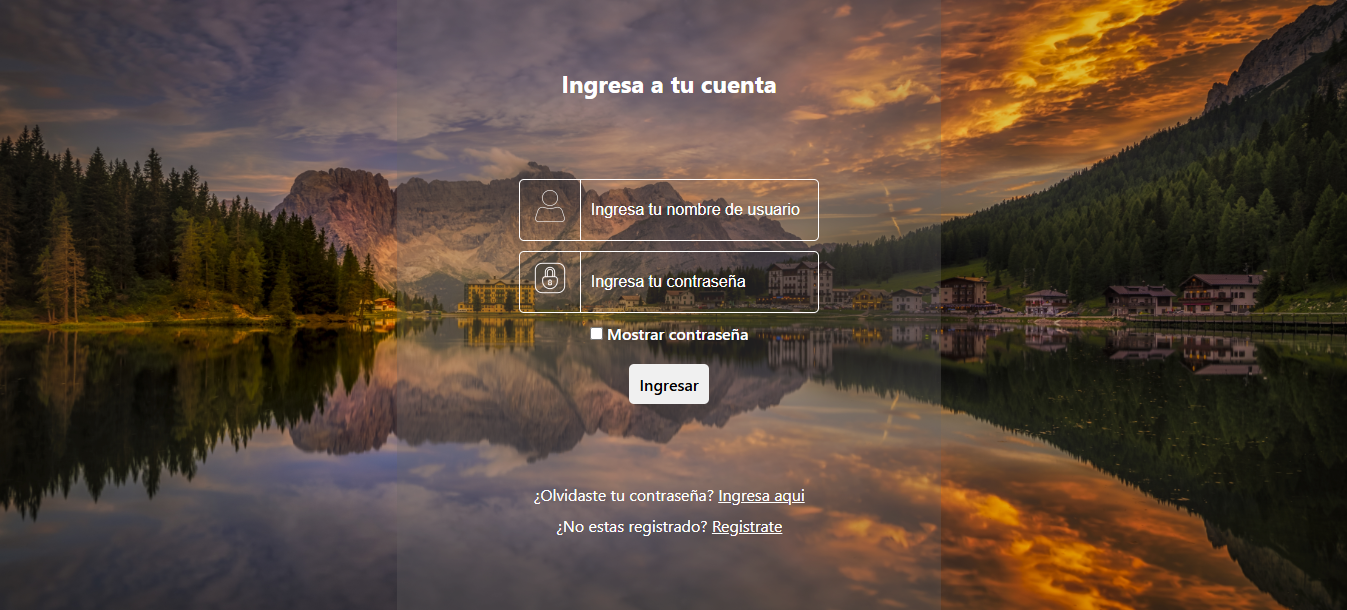 Ingresa a tu cuenta
Ingresa tu nombre de usuario
Ingresa tu contraseña
Mostrar contraseña
Ingresar
¿Olvidaste tu contraseña? Ingresa aqui
¿No estas registrado? Registrate